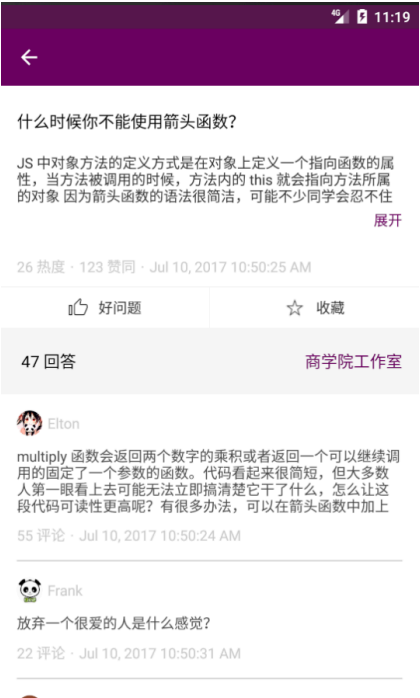 4G 11:19
什么时候你不能使用箭头函数？
JS 中对象方法的定义方式是在对象上定义一个指向函数的属
性，当方法被调用的时候，方法内的 this 就会指向方法所属
的对象 因为箭头函数的语法很简洁，可能不少同学会忍不住
展开
26 热度 · 123 赞同 · Jul 10, 2017 10:50:25 AM
好问题 收藏
47 回答 商学院工作室
Elton
multiply 函数会返回两个数字的乘积或者返回一个可以继续调
用的固定了一个参数的函数。代码看起来很简短，但大多数
人第一眼看上去可能无法立即搞清楚它干了什么，怎么让这
段代码可读性更高呢？有很多办法，可以在箭头函数中加上
55 评论 · Jul 10, 2017 10:50:24 AM
Frank
放弃一个很爱的人是什么感觉？
22 评论 · Jul 10, 2017 10:50:31 AM